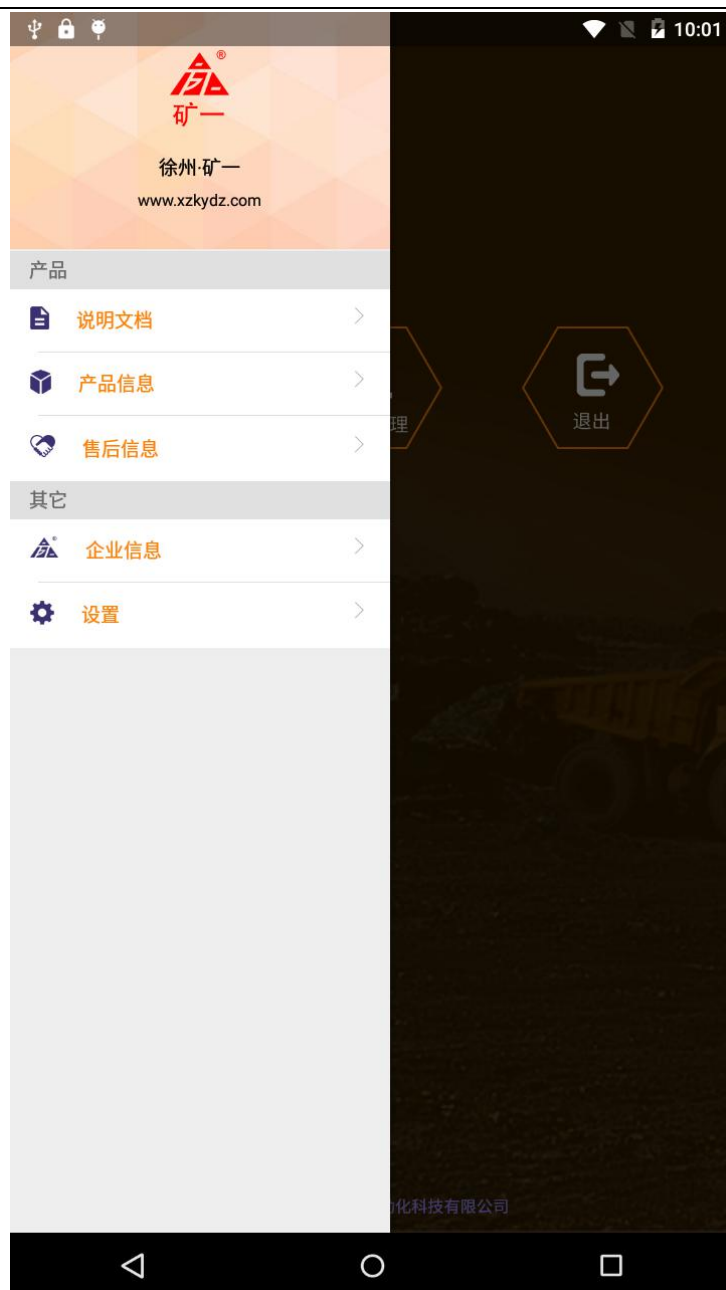 10:01
®
矿一
徐州·矿一
www.xzkydz.com
产品
说明文档
产品信息
售后信息
其它
企业信息
设置
理
退出
化科技有限公司